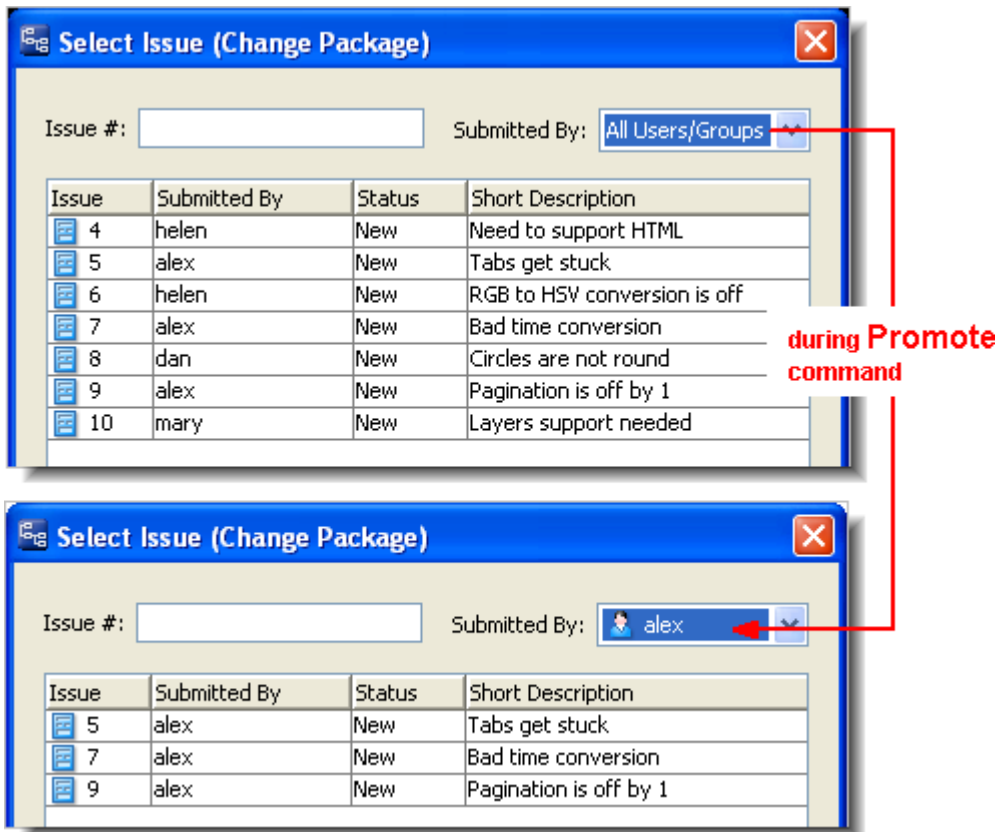 Select Issue (Change Package)
Issue #: Submitted By: All Users/Groups
Issue Submitted By Status Short Description
4 helen New Need to support HTML
5 alex New Tabs get stuck
6 helen New RGB to HSV conversion is off
7 alex New Bad time conversion
8 dan New Circles are not round
9 alex New Pagination is off by 1
10 mary New Layers support needed
during Promote
command
Select Issue (Change Package)
Issue #: Submitted By: alex
Issue Submitted By Status Short Description
5 alex New Tabs get stuck
7 alex New Bad time conversion
9 alex New Pagination is off by 1